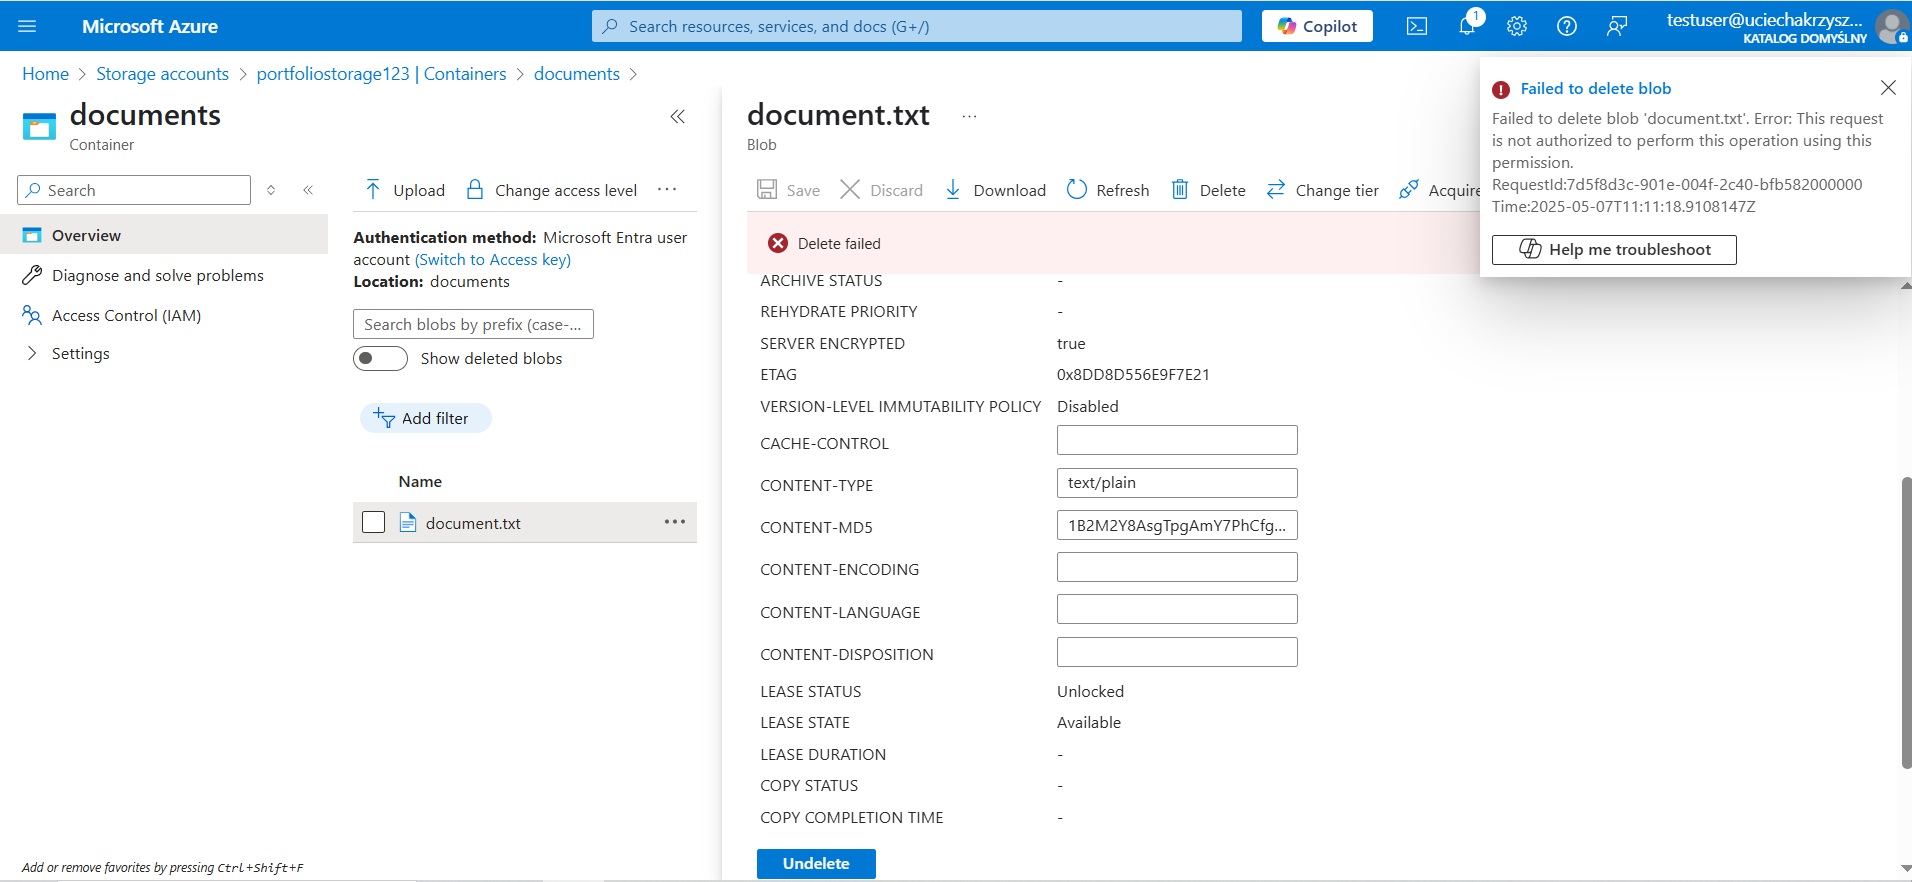 Microsoft Azure
Search resources, services, and docs (G+/)
Copilot
1
testuser@uciechakrzysz...
KATALOG DOMYŚLNY
Home > Storage accounts > portfoliostorage123 | Containers > documents >
documents
Container
Search
Overview
Diagnose and solve problems
Access Control (IAM)
Settings
Add or remove favorites by pressing Ctrl+Shift+F
Upload
Change access level
Authentication method: Microsoft Entra user
account (Switch to Access key)
Location: documents
Search blobs by prefix (case-...
Show deleted blobs
Add filter
Name
document.txt
document.txt
Blob
Save
Discard
Download
Refresh
Delete
Change tier
Acquire
Delete failed
ARCHIVE STATUS -
REHYDRATE PRIORITY -
SERVER ENCRYPTED true
ETAG 0x8DD8D556E9F7E21
VERSION-LEVEL IMMUTABILITY POLICY Disabled
CACHE-CONTROL
CONTENT-TYPE text/plain
CONTENT-MD5 1B2M2Y8AsgTpgAmY7PhCfg...
CONTENT-ENCODING
CONTENT-LANGUAGE
CONTENT-DISPOSITION
LEASE STATUS Unlocked
LEASE STATE Available
LEASE DURATION -
COPY STATUS -
COPY COMPLETION TIME -
Undelete
Failed to delete blob
Failed to delete blob 'document.txt'. Error: This request
is not authorized to perform this operation using this
permission.
RequestId:7d5f8d3c-901e-004f-2c40-bfb582000000
Time:2025-05-07T11:11:18.9108147Z
Help me troubleshoot